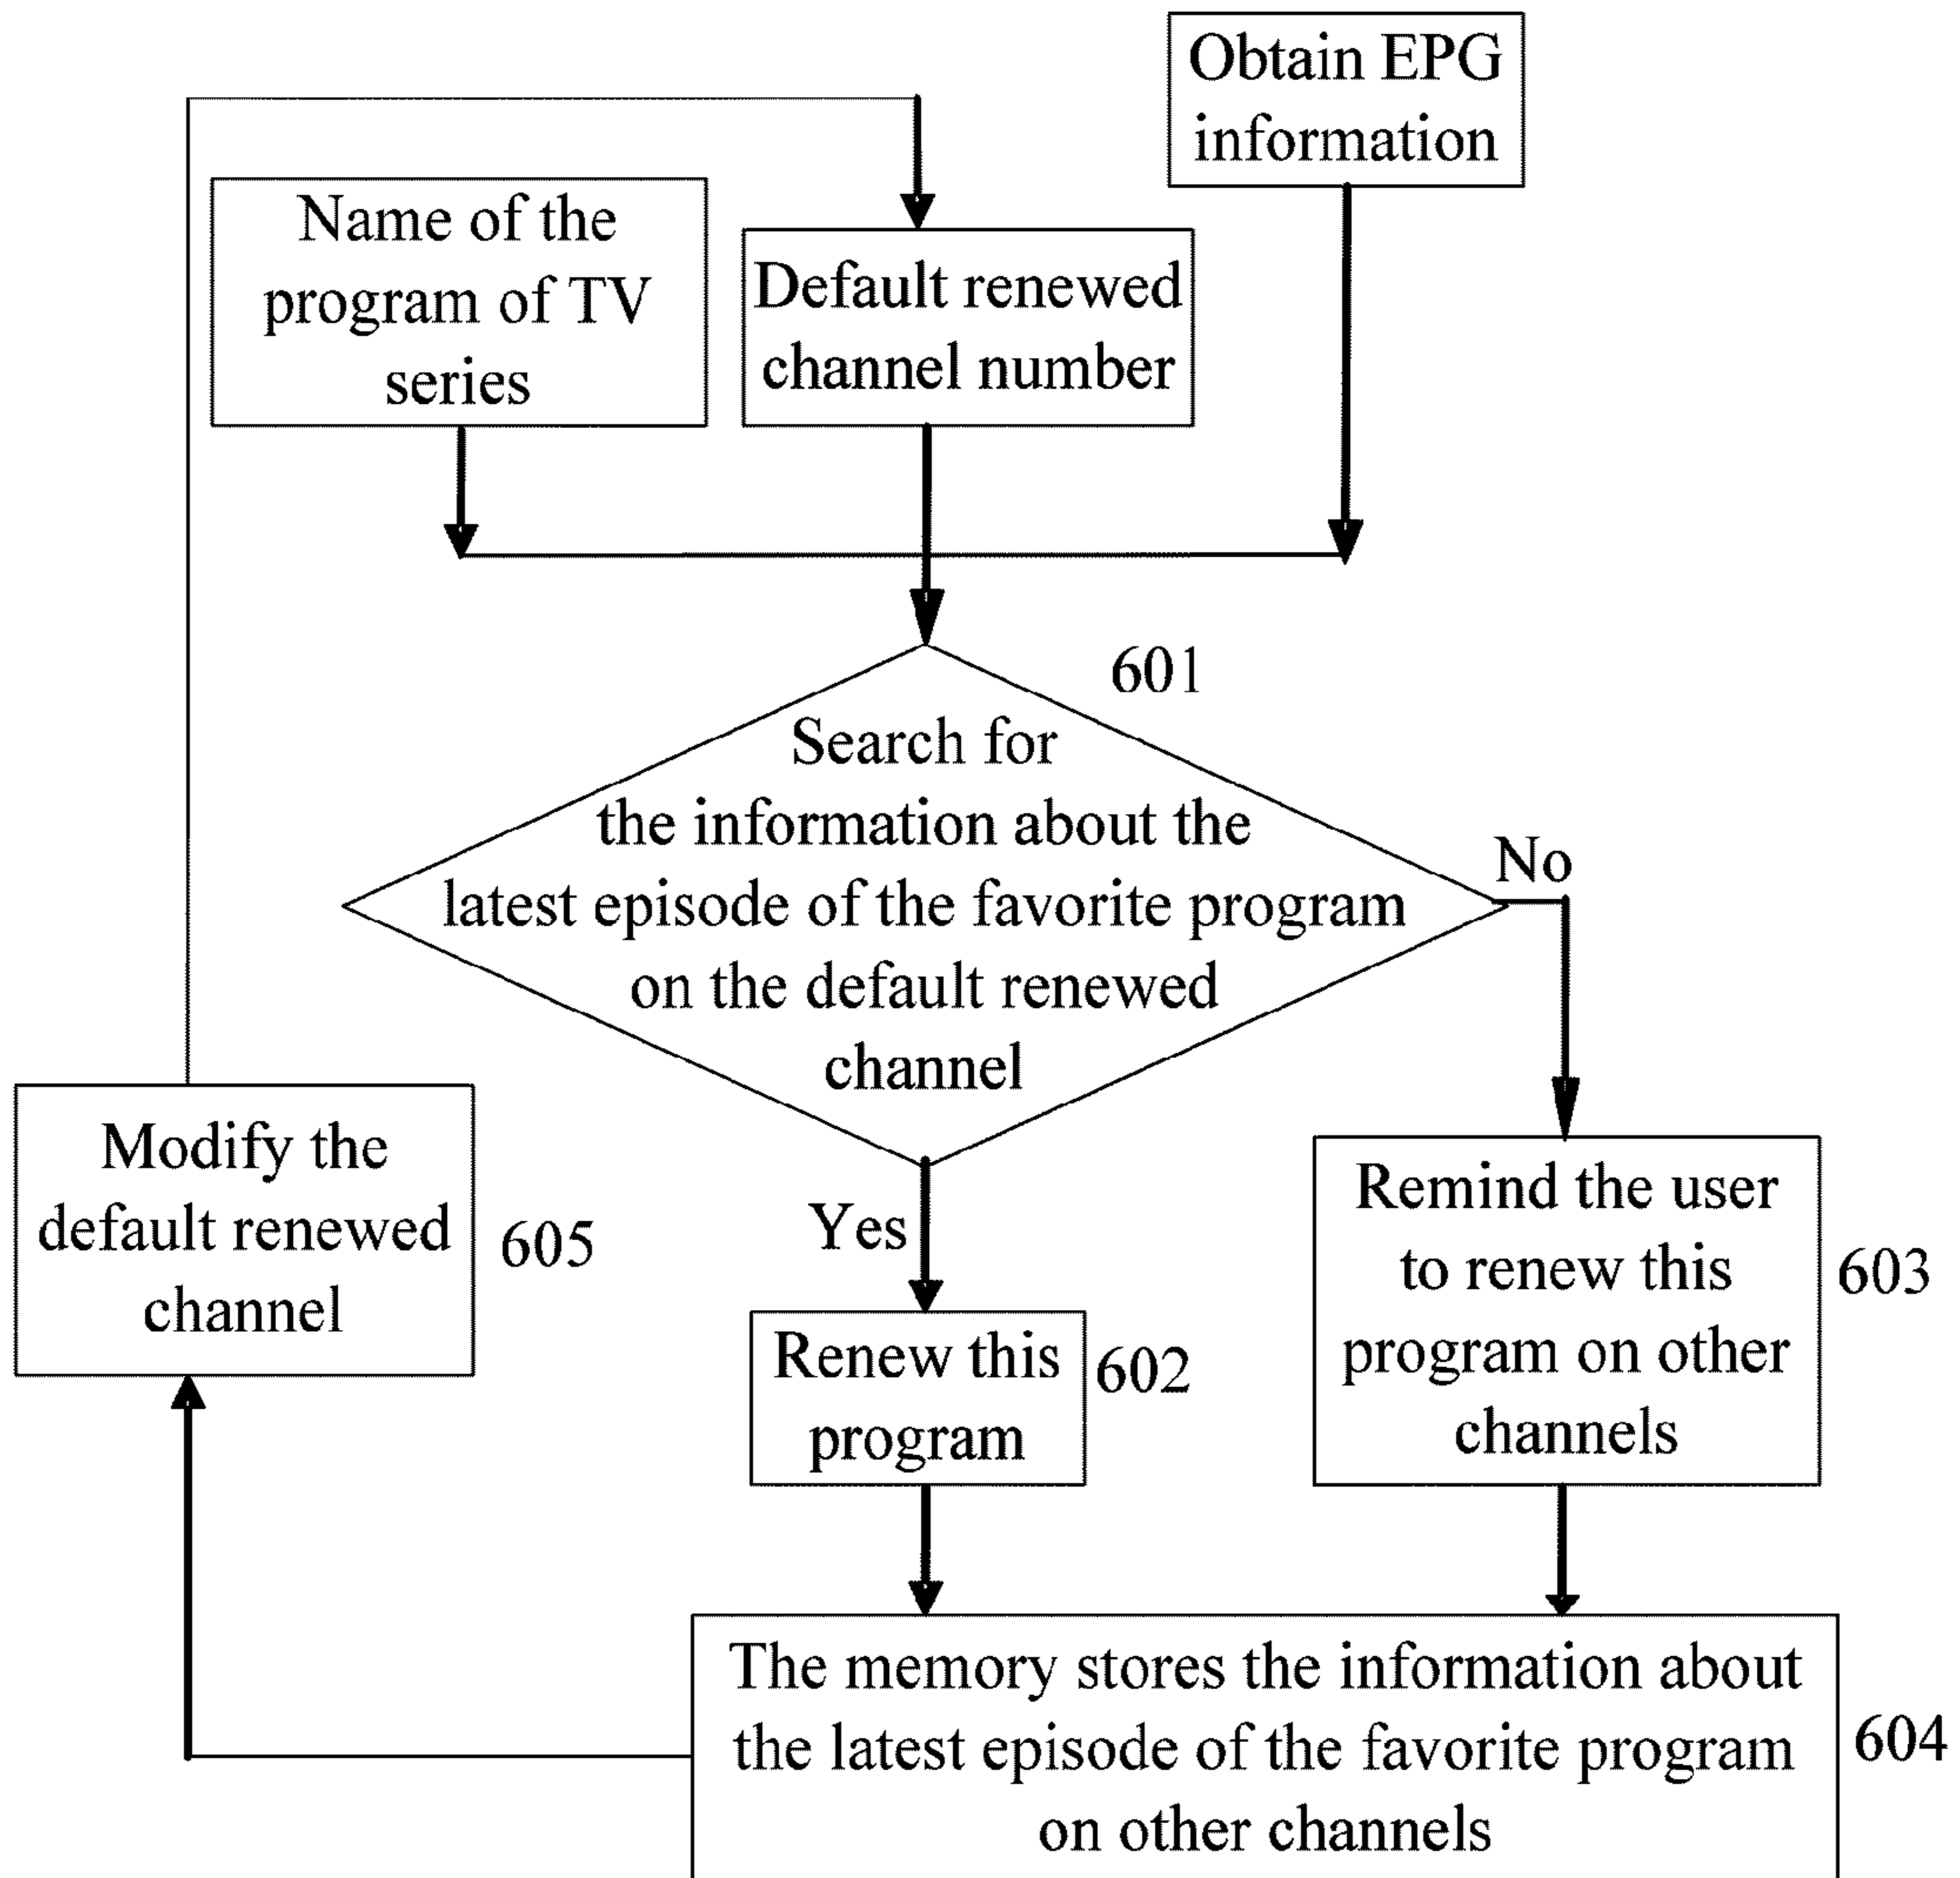 Obtain EPG
information
Name of the
program of TV
series
Default renewed
channel number
601
Search for
the information about the
latest episode of the favorite program
on the default renewed
channel
No
Yes
Modify the
default renewed
channel
605
Renew this
program
602
Remind the user
to renew this
program on other
channels
603
The memory stores the information about
the latest episode of the favorite program
on other channels
604